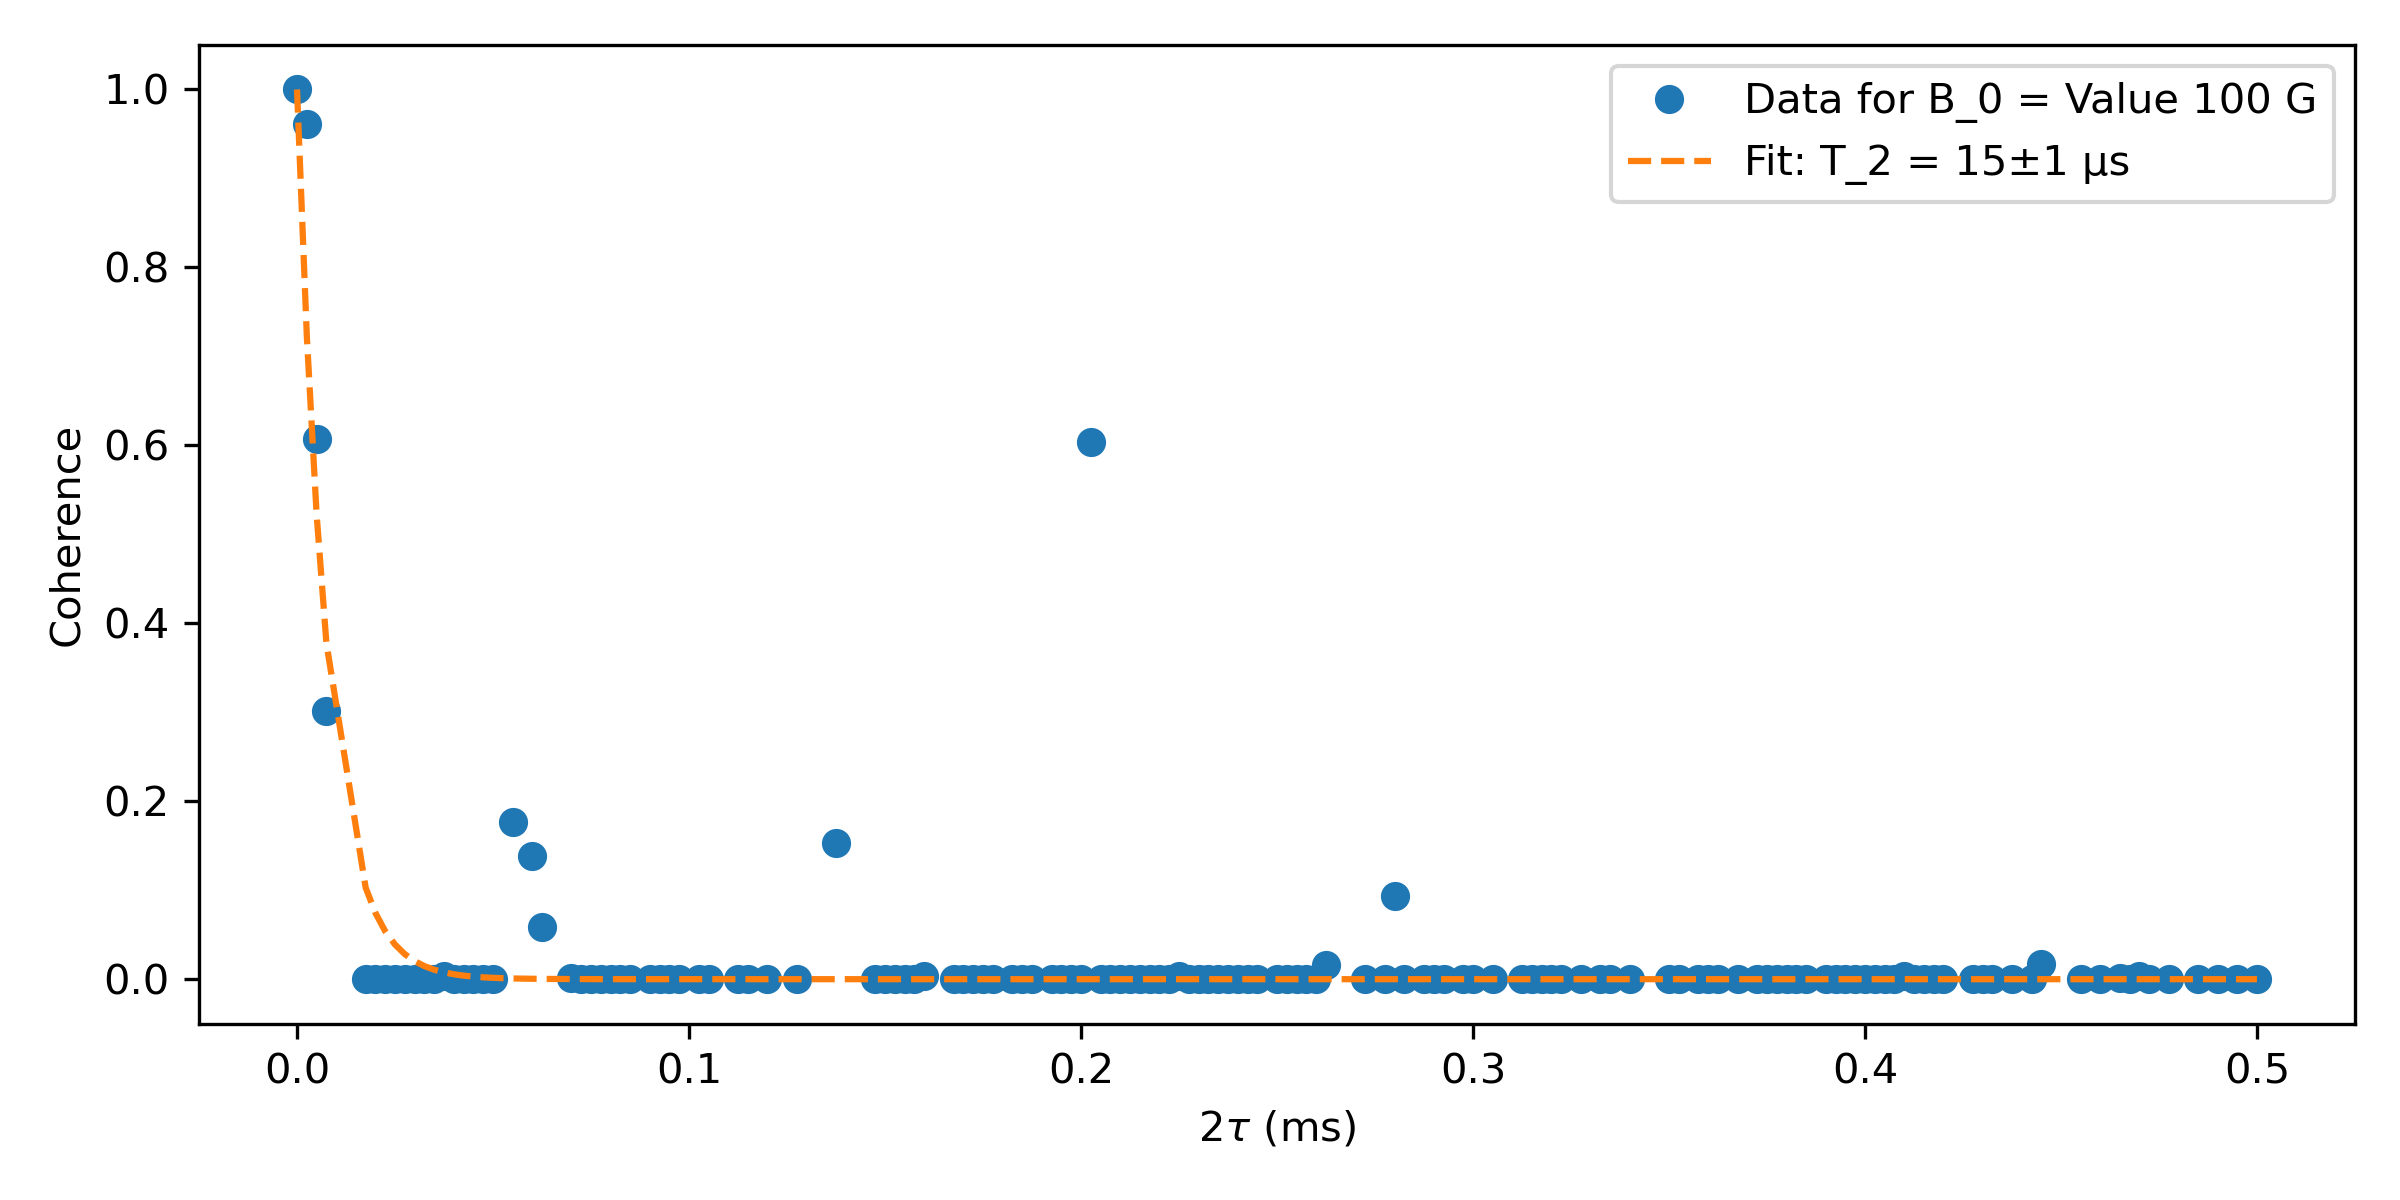 Data for B_0 = Value 100 G
Fit: T_2 = 15±1 μs
1.0
0.8
0.6
0.4
0.2
0.0
Coherence
0.0 0.1 0.2 0.3 0.4 0.5
2τ (ms)